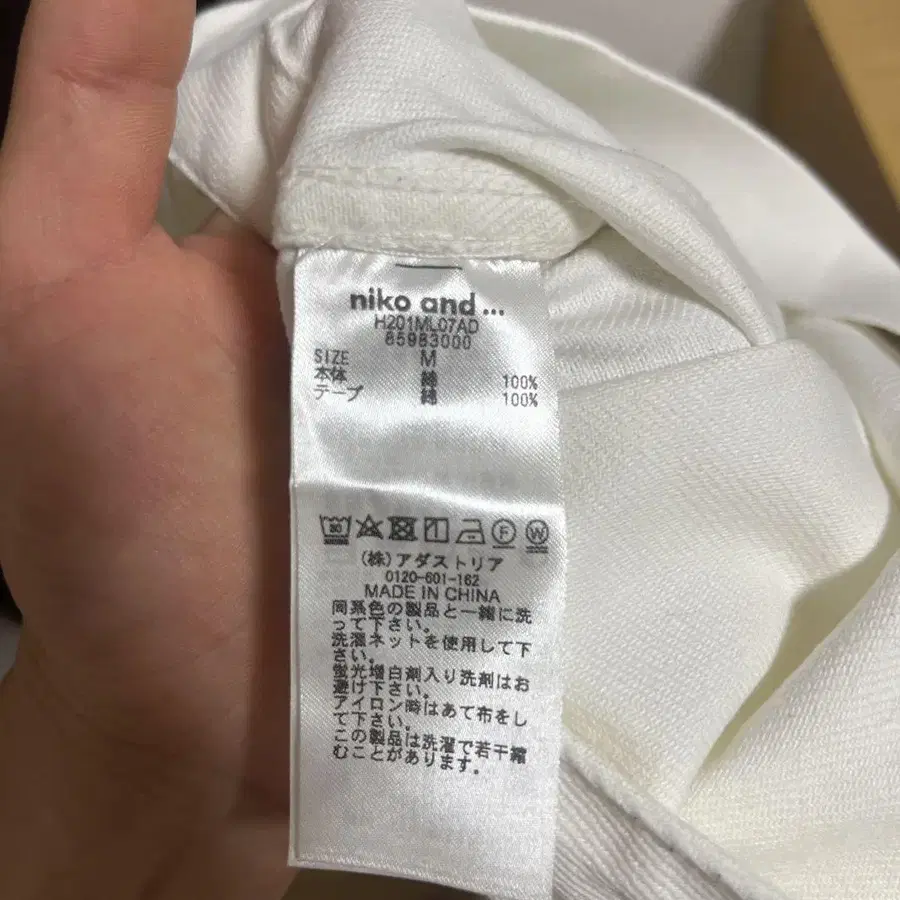 niko and ...
H201ML07AD
85983000
SIZE M
本体 綿 100%
テープ 綿 100%
(株)アダストリア
0120-601-162
MADE IN CHINA
同系色の製品と一緒に洗
って下さい。
洗濯ネットを使用して下
さい。
蛍光増白剤入り洗剤はお
避け下さい。
アイロン時はあて布をし
て下さい。
この製品は洗濯で若干縮
むことがあります。